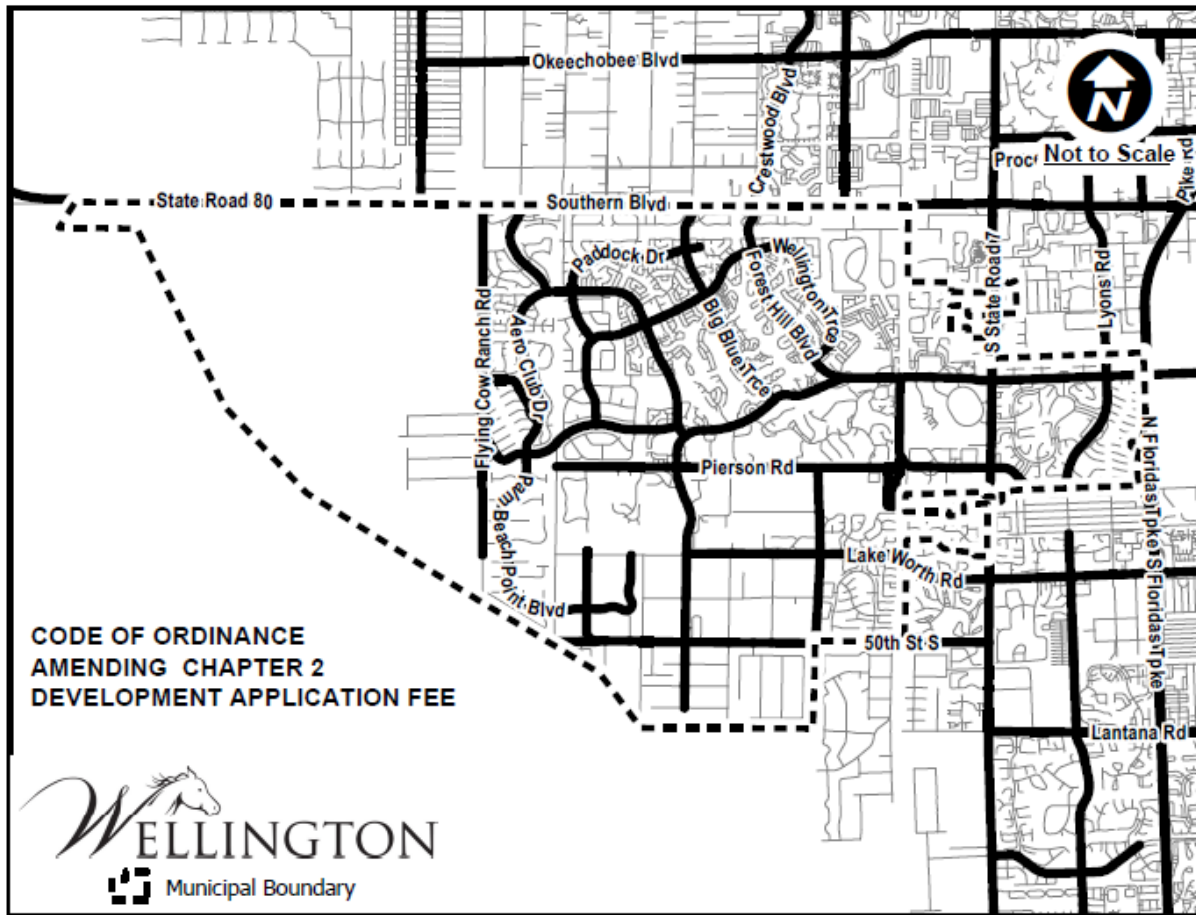 Okeechobee Blvd
Crestwood Blvd
N
Not to Scale
Pike Rd
State Road 80
Southern Blvd
S State Road 7
Lyons Rd
Paddock Dr
Wellington Trce
Forest Hill Blvd
Big Blue Trce
Flying Cow Ranch Rd
Aero Club Dr
Pierson Rd
N Floridas Tpke
S Floridas Tpke
Palm Beach Point Blvd
Lake Worth Rd
50th St S
Lantana Rd
CODE OF ORDINANCE
AMENDING CHAPTER 2
DEVELOPMENT APPLICATION FEE
WELLINGTON
Municipal Boundary